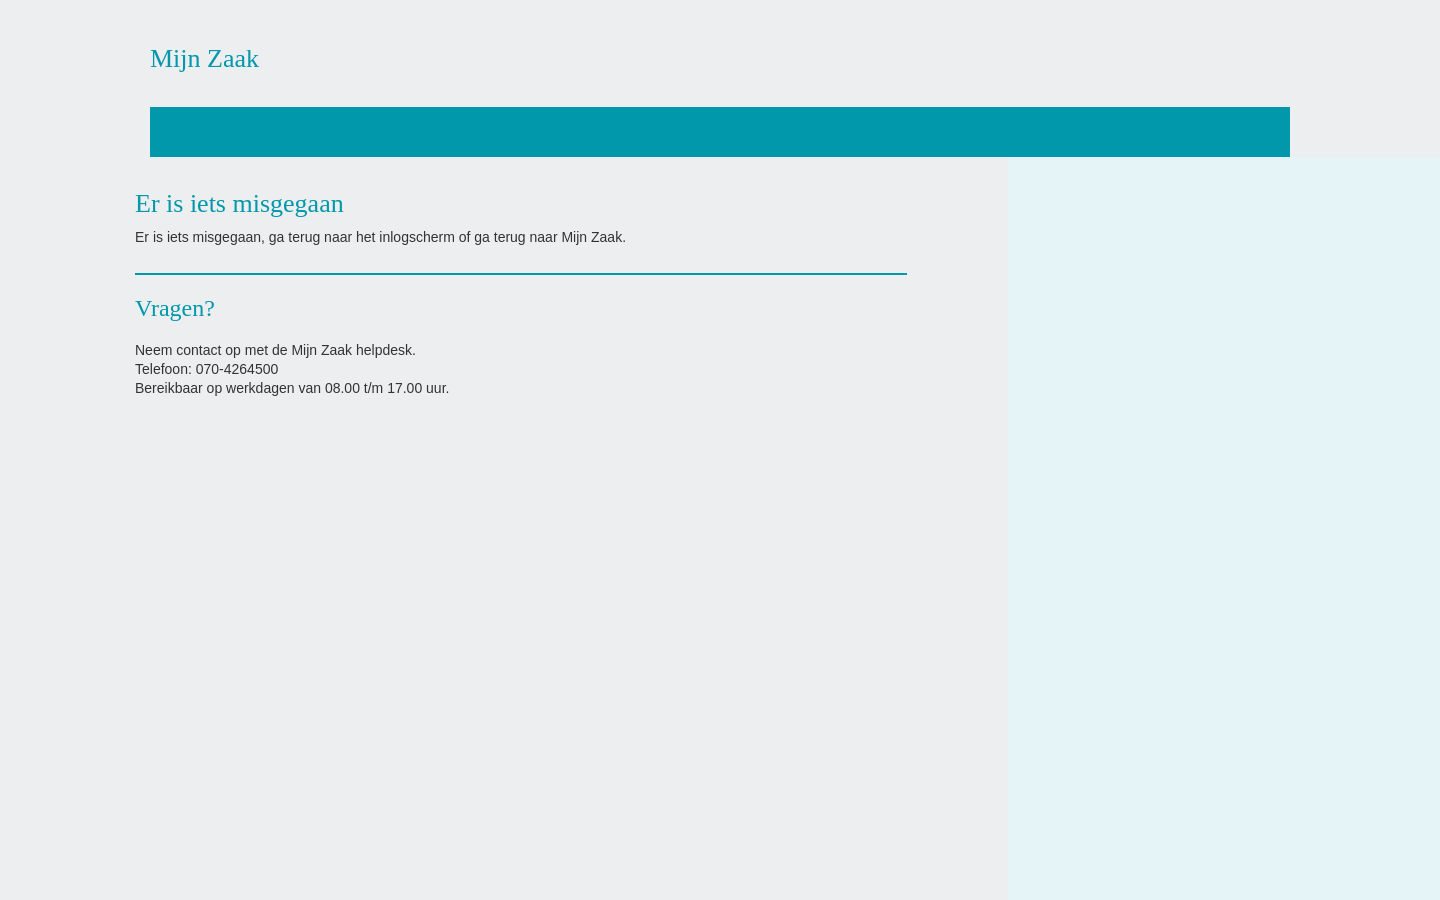 Mijn Zaak
Er is iets misgegaan
Er is iets misgegaan, ga terug naar het inlogscherm of ga terug naar Mijn Zaak.
Vragen?
Neem contact op met de Mijn Zaak helpdesk.
Telefoon: 070-4264500
Bereikbaar op werkdagen van 08.00 t/m 17.00 uur.